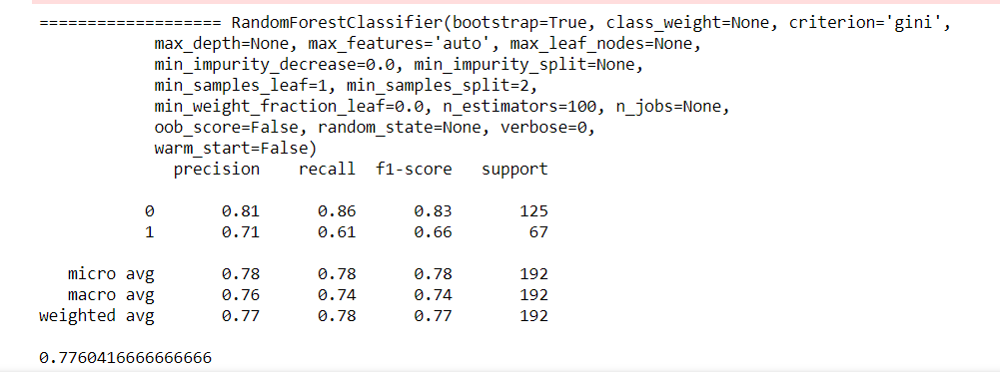 =================== RandomForestClassifier(bootstrap=True, class_weight=None, criterion='gini',
            max_depth=None, max_features='auto', max_leaf_nodes=None,
            min_impurity_decrease=0.0, min_impurity_split=None,
            min_samples_leaf=1, min_samples_split=2,
            min_weight_fraction_leaf=0.0, n_estimators=100, n_jobs=None,
            oob_score=False, random_state=None, verbose=0,
            warm_start=False)
              precision    recall  f1-score   support
           0       0.81      0.86      0.83       125
           1       0.71      0.61      0.66        67
   micro avg       0.78      0.78      0.78       192
   macro avg       0.76      0.74      0.74       192
weighted avg       0.77      0.78      0.77       192
0.7760416666666666